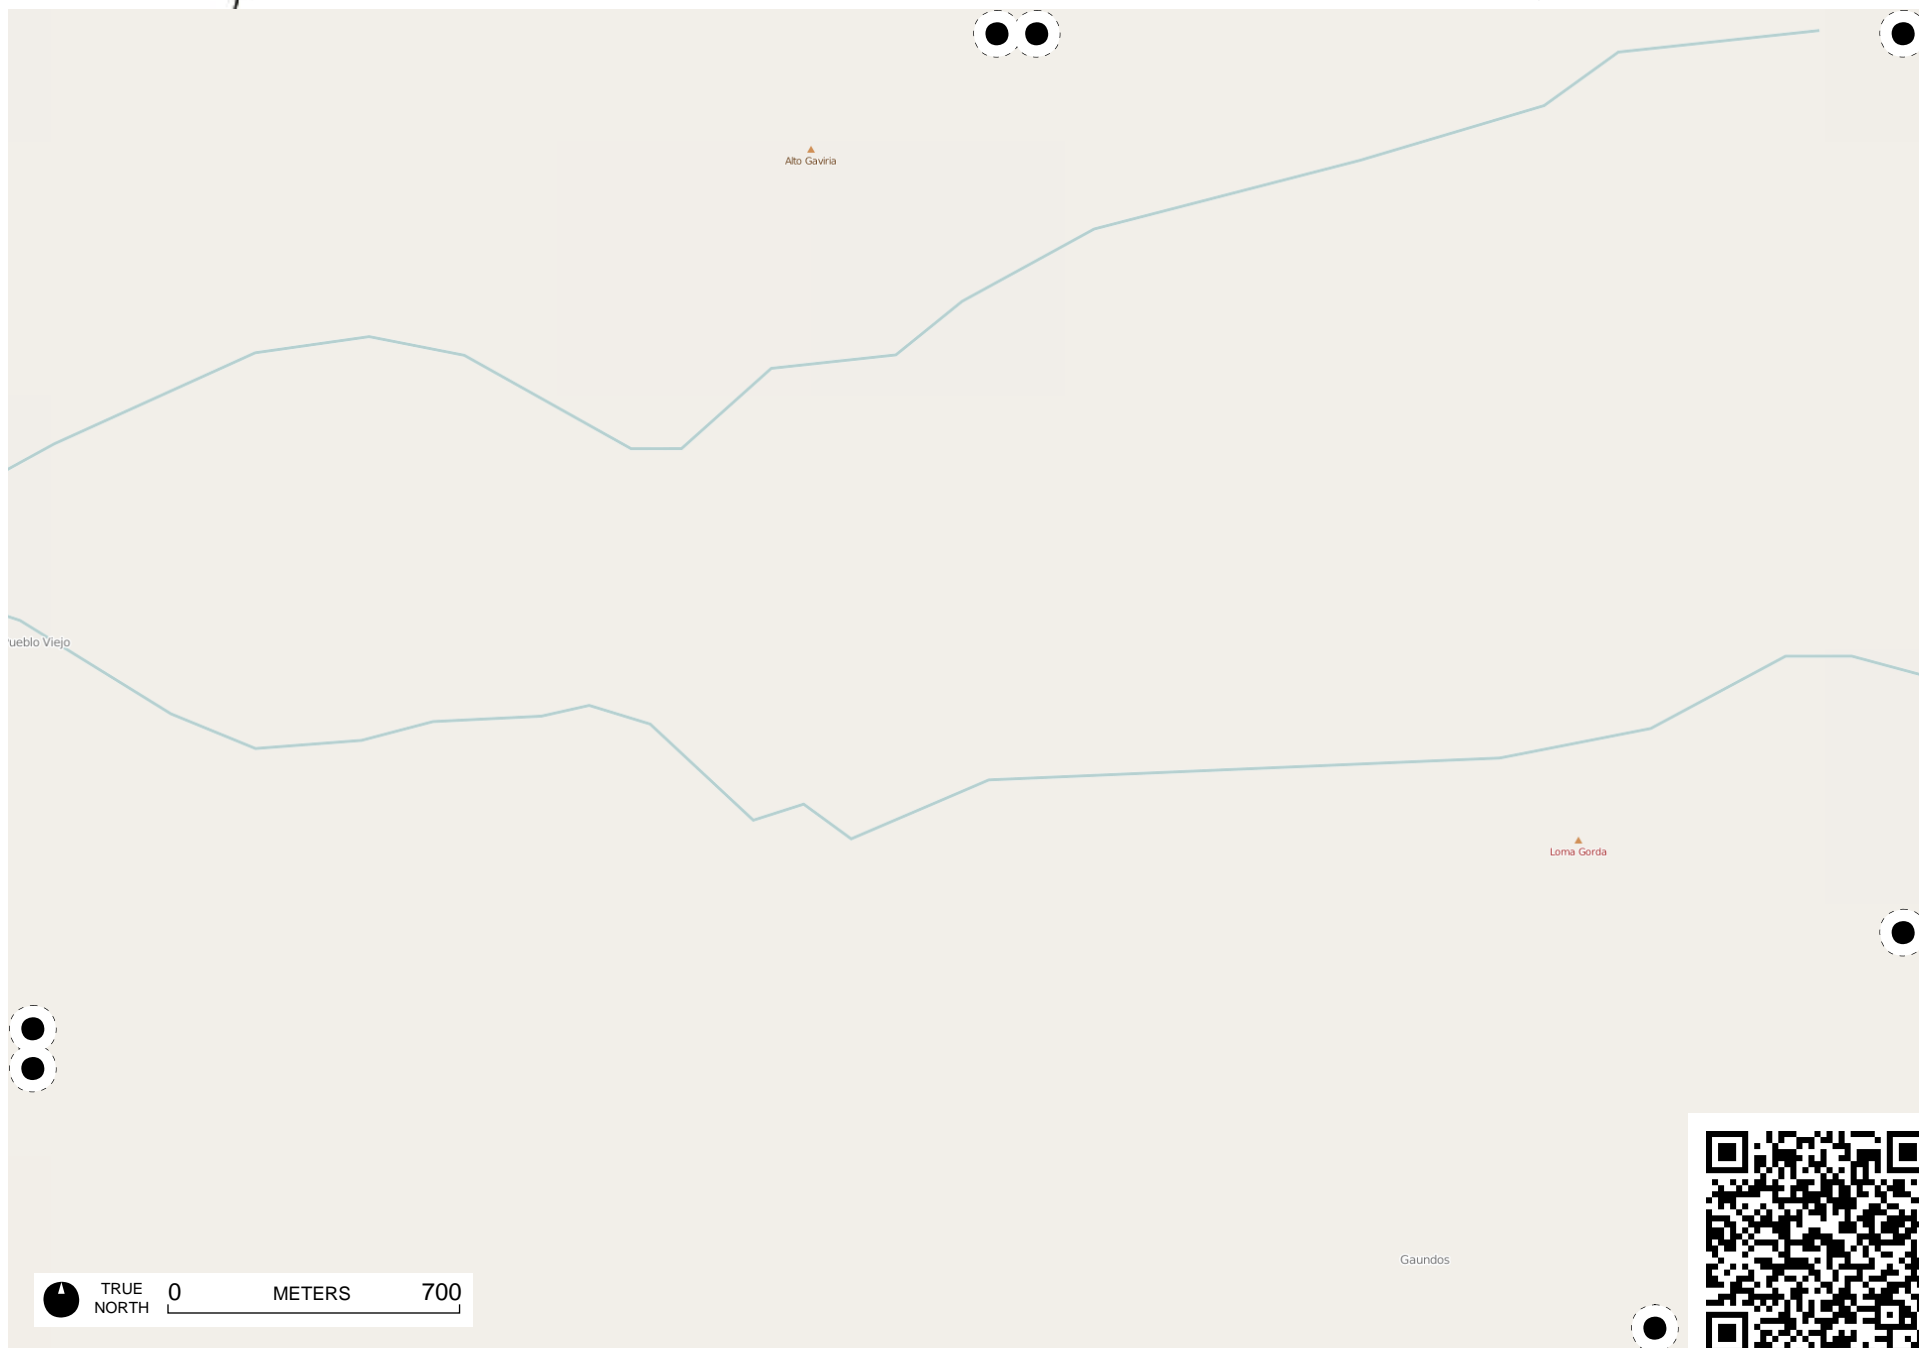 Alto Gaviria
ueblo Viejo
Loma Gorda
Gaundos
TRUE
NORTH
0 METERS 700